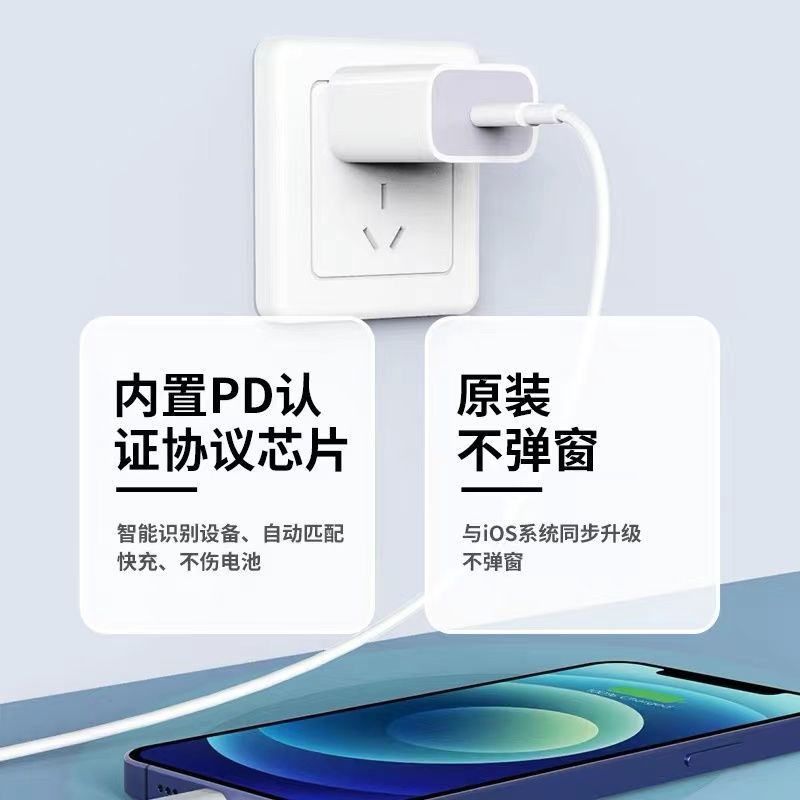 内置PD认
证协议芯片
智能识别设备、自动匹配
快充、不伤电池
原装
不弹窗
与iOS系统同步升级
不弹窗
100% Charged